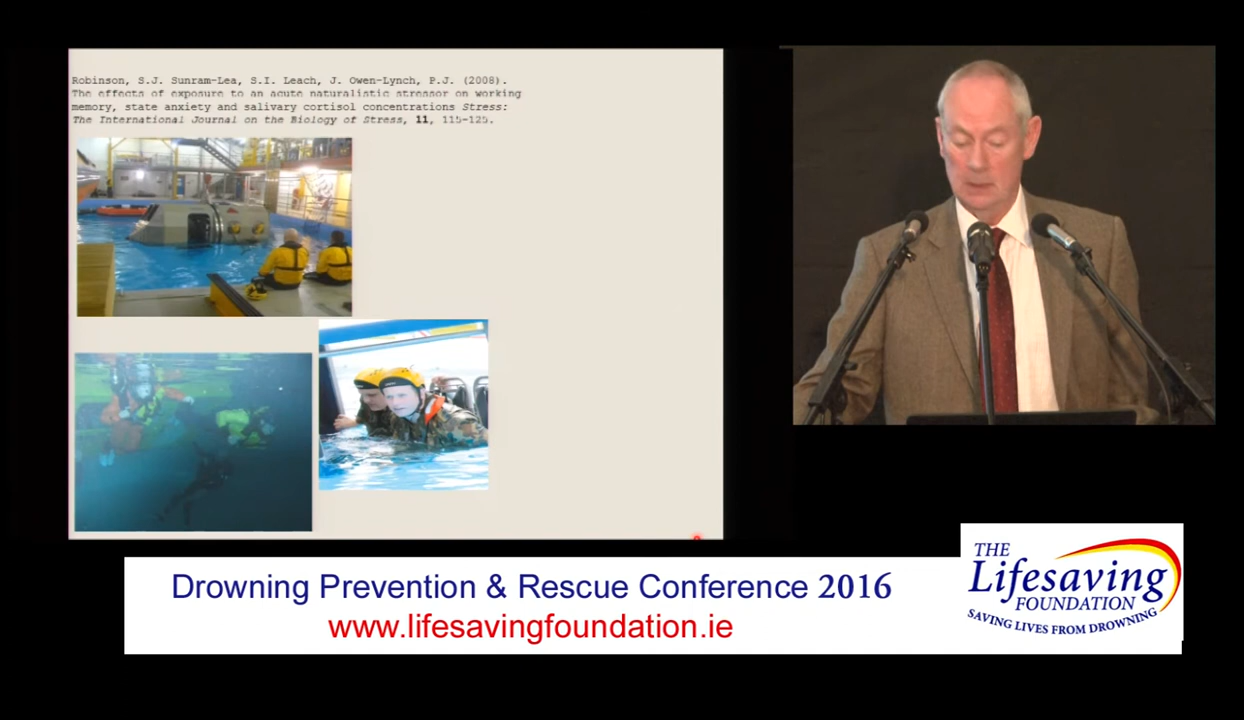 Robinson, S.J. Sunram-Lea, S.I. Leach, J. Owen-Lynch, P.J. (2008).
The effects of exposure to an acute naturalistic stressor on working
memory, state anxiety and salivary cortisol concentrations Stress:
The International Journal on the Biology of Stress, 11, 115-125.
Drowning Prevention & Rescue Conference 2016
www.lifesavingfoundation.ie
THE
Lifesaving
FOUNDATION
SAVING LIVES FROM DROWNING